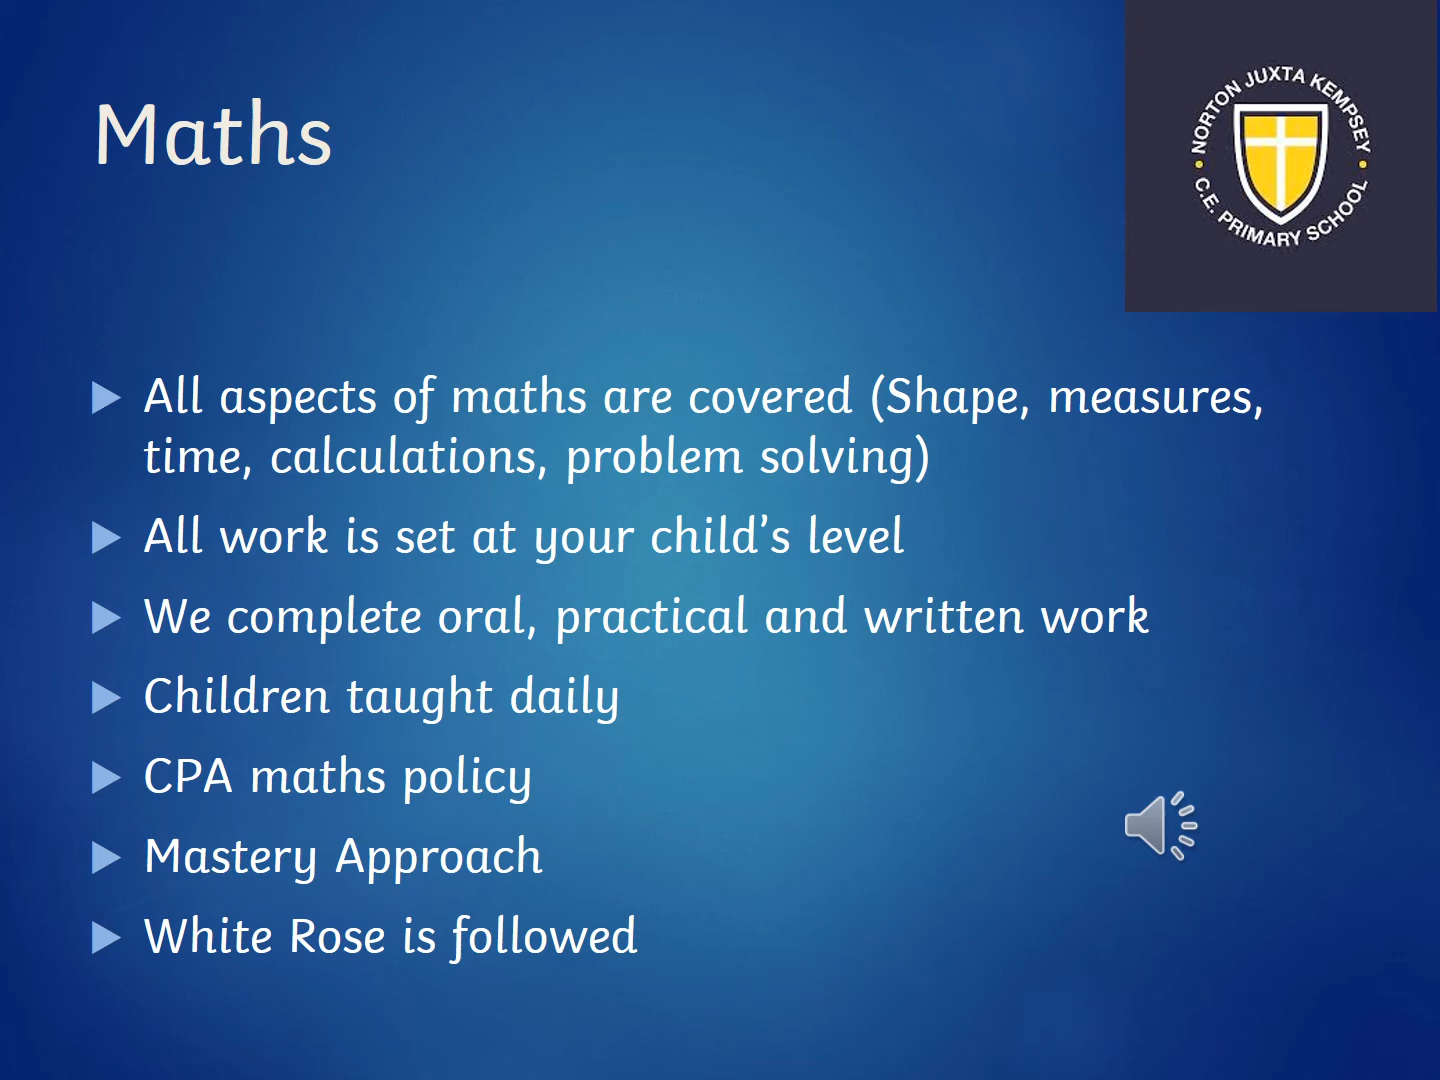 Maths
NORTON JUXTA KEMPSEY
C.E. PRIMARY SCHOOL
All aspects of maths are covered (Shape, measures,
time, calculations, problem solving)
All work is set at your child’s level
We complete oral, practical and written work
Children taught daily
CPA maths policy
Mastery Approach
White Rose is followed